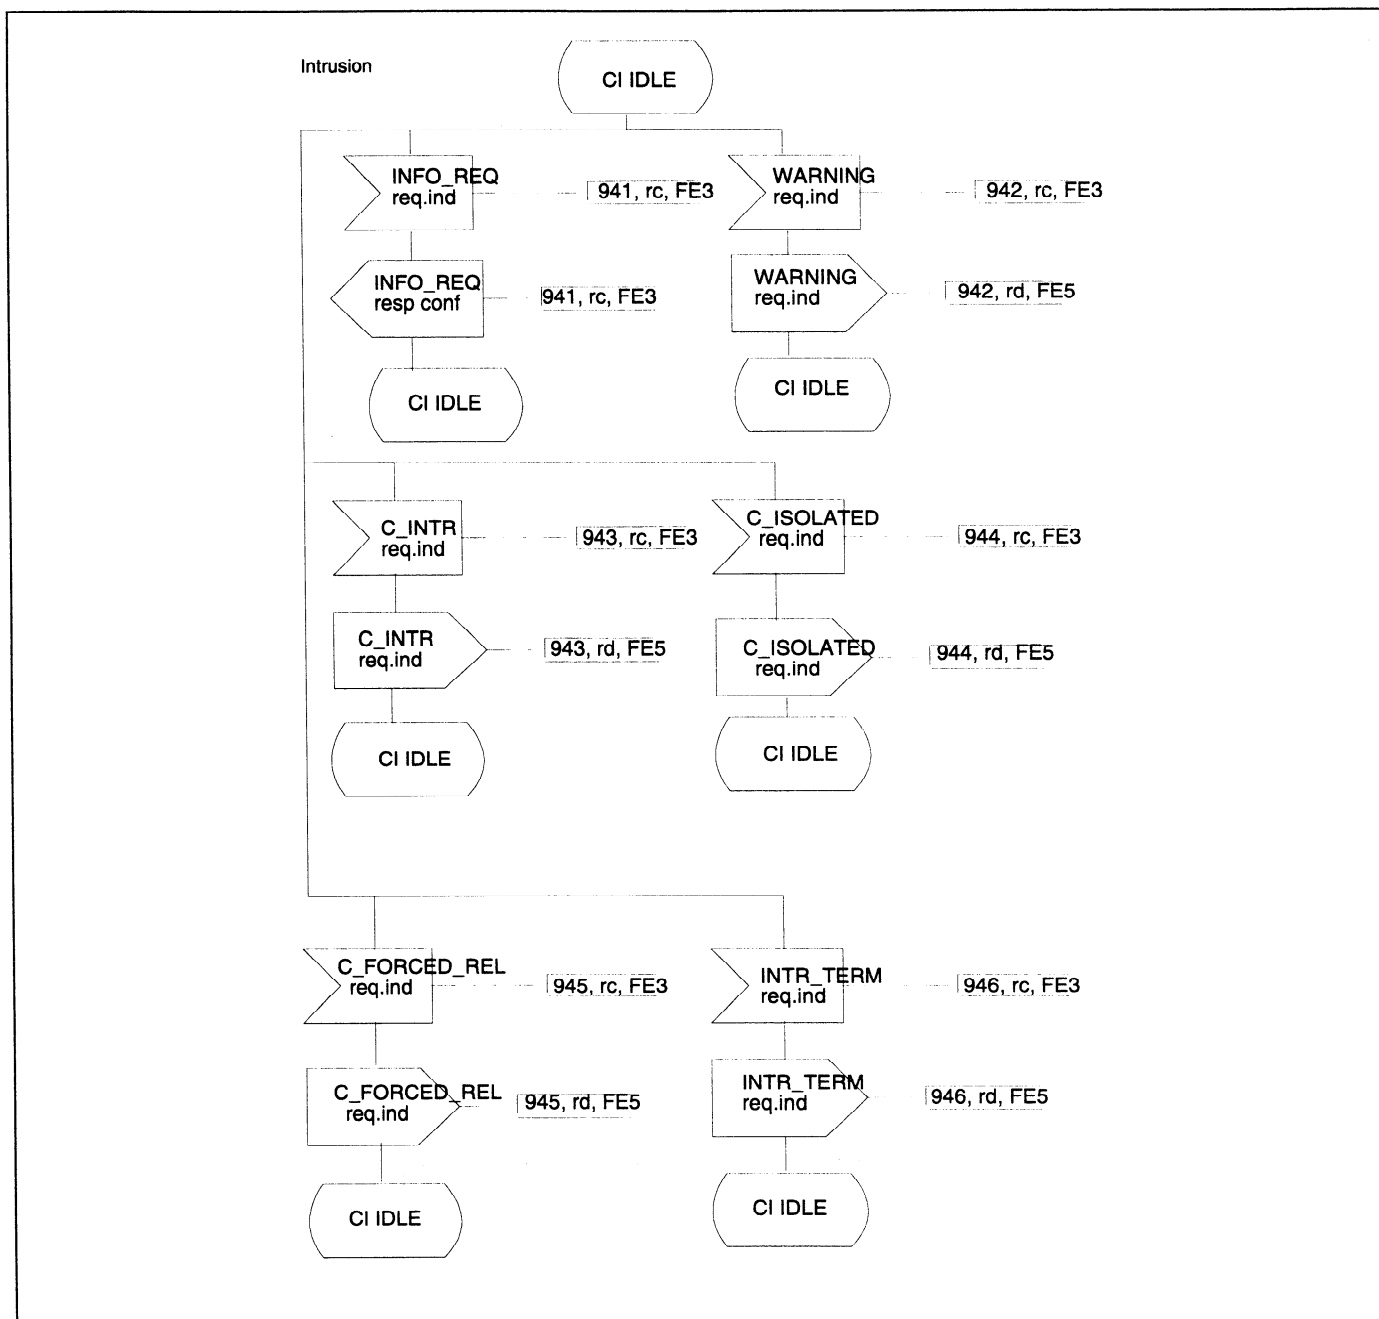 Intrusion
CI IDLE
INFO_REQ
req.ind
941, rc, FE3
WARNING
req.ind
942, rc, FE3
INFO_REQ
resp conf
941, rc, FE3
WARNING
req.ind
942, rd, FE5
CI IDLE
CI IDLE
C_INTR
req.ind
943, rc, FE3
C_ISOLATED
req.ind
944, rc, FE3
C_INTR
req.ind
943, rd, FE5
C_ISOLATED
req.ind
944, rd, FE5
CI IDLE
CI IDLE
C_FORCED_REL
req.ind
945, rc, FE3
INTR_TERM
req.ind
946, rc, FE3
C_FORCED_REL
req.ind
945, rd, FE5
INTR_TERM
req.ind
946, rd, FE5
CI IDLE
CI IDLE